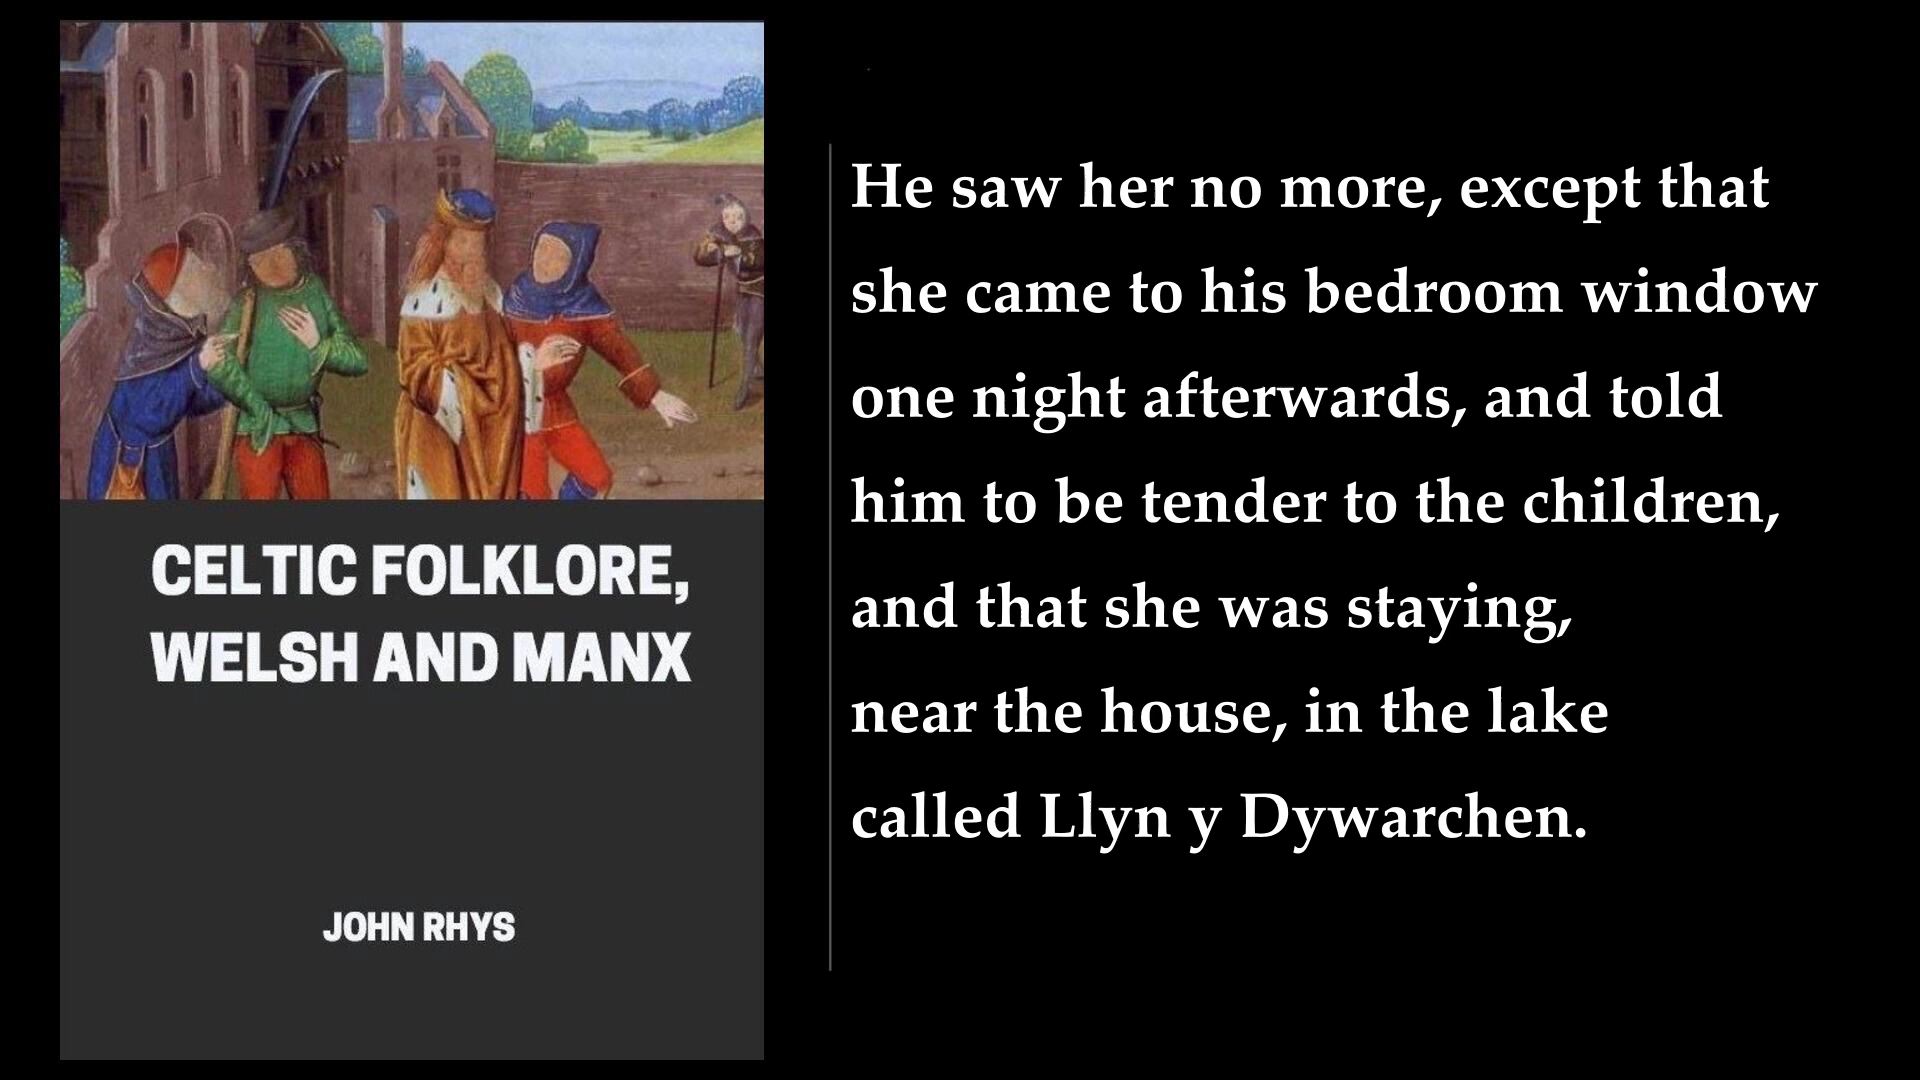 CELTIC FOLKLORE,
WELSH AND MANX
JOHN RHYS
He saw her no more, except that
she came to his bedroom window
one night afterwards, and told
him to be tender to the children,
and that she was staying,
near the house, in the lake
called Llyn y Dywarchen.